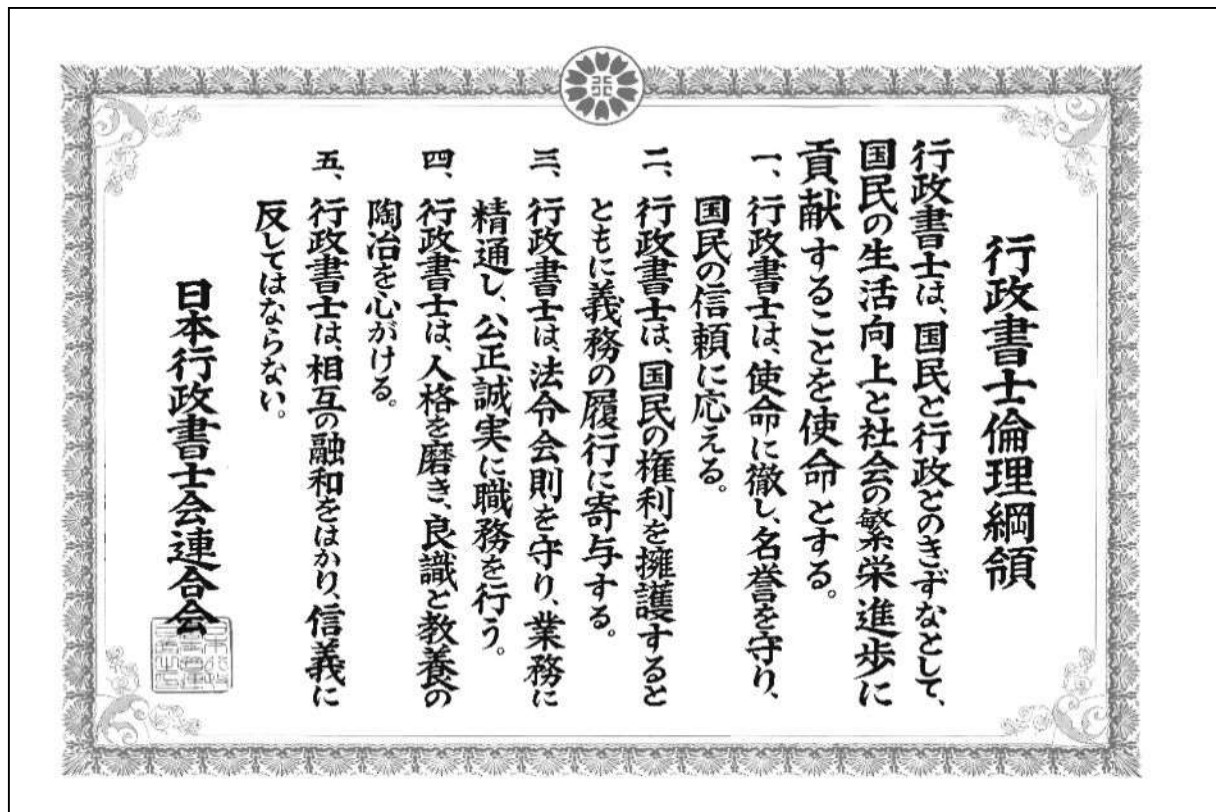 行政書士倫理綱領
行政書士は、国民と行政とのきずなとして、
国民の生活向上と社会の繁栄進歩に
貢献することを使命とする。
一、行政書士は、使命に徹し、名誉を守り、
国民の信頼に応える。
二、行政書士は、国民の権利を擁護すると
ともに義務の履行に寄与する。
三、行政書士は、法令会則を守り、業務に
精通し、公正誠実に職務を行う。
四、行政書士は、人格を磨き、良識と教養の
陶冶を心がける。
五、行政書士は、相互の融和をはかり、信義に
反してはならない。
日本行政書士会連合会